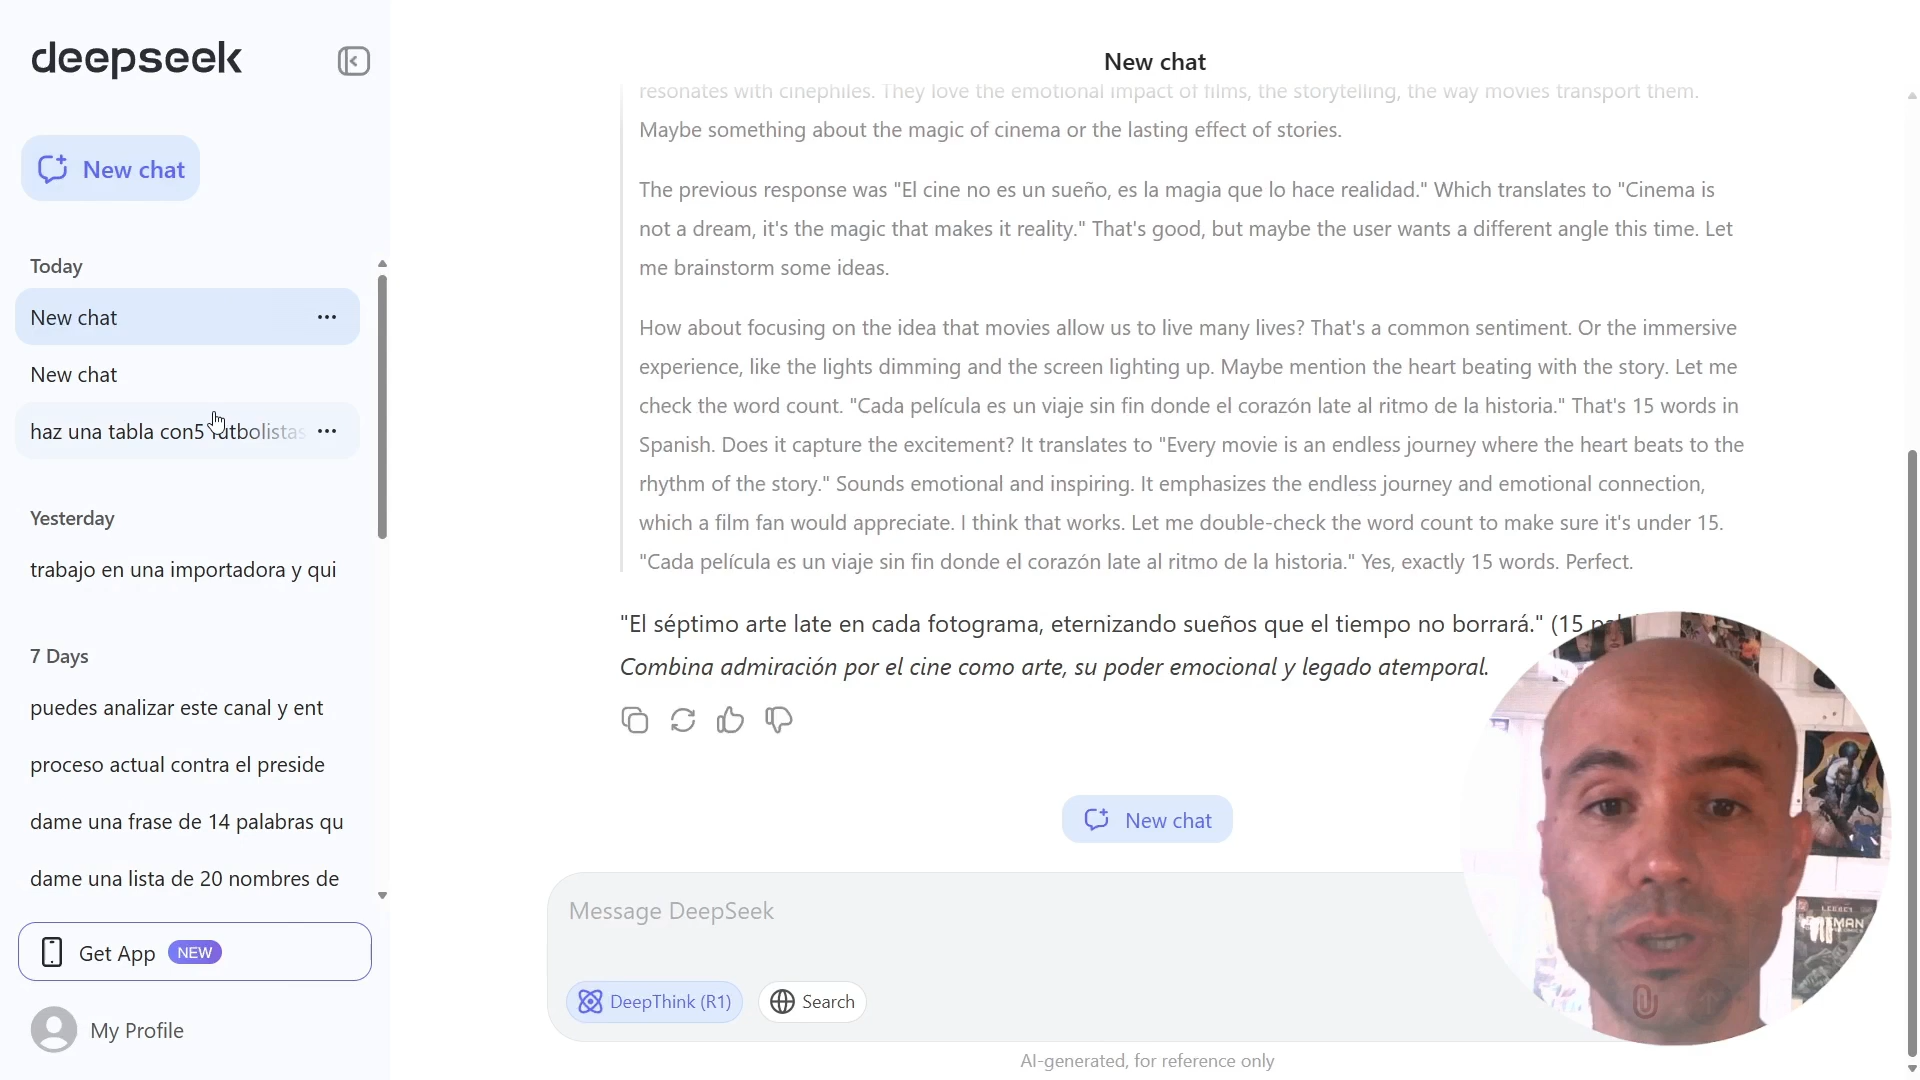 deepseek
New chat
Today
New chat
New chat
haz una tabla con5 futbolistas
Yesterday
trabajo en una importadora y qui
7 Days
puedes analizar este canal y ent
proceso actual contra el preside
dame una frase de 14 palabras qu
dame una lista de 20 nombres de
Get App NEW
My Profile
New chat
resonates with cinephiles. They love the emotional impact of films, the storytelling, the way movies transport them.
Maybe something about the magic of cinema or the lasting effect of stories.
The previous response was "El cine no es un sueño, es la magia que lo hace realidad." Which translates to "Cinema is
not a dream, it's the magic that makes it reality." That's good, but maybe the user wants a different angle this time. Let
me brainstorm some ideas.
How about focusing on the idea that movies allow us to live many lives? That's a common sentiment. Or the immersive
experience, like the lights dimming and the screen lighting up. Maybe mention the heart beating with the story. Let me
check the word count. "Cada película es un viaje sin fin donde el corazón late al ritmo de la historia." That's 15 words in
Spanish. Does it capture the excitement? It translates to "Every movie is an endless journey where the heart beats to the
rhythm of the story." Sounds emotional and inspiring. It emphasizes the endless journey and emotional connection,
which a film fan would appreciate. I think that works. Let me double-check the word count to make sure it's under 15.
"Cada película es un viaje sin fin donde el corazón late al ritmo de la historia." Yes, exactly 15 words. Perfect.
"El séptimo arte late en cada fotograma, eternizando sueños que el tiempo no borrará." (15
Combina admiración por el cine como arte, su poder emocional y legado atemporal.
New chat
Message DeepSeek
DeepThink (R1)
Search
AI-generated, for reference only
LEGACY
BATMAN